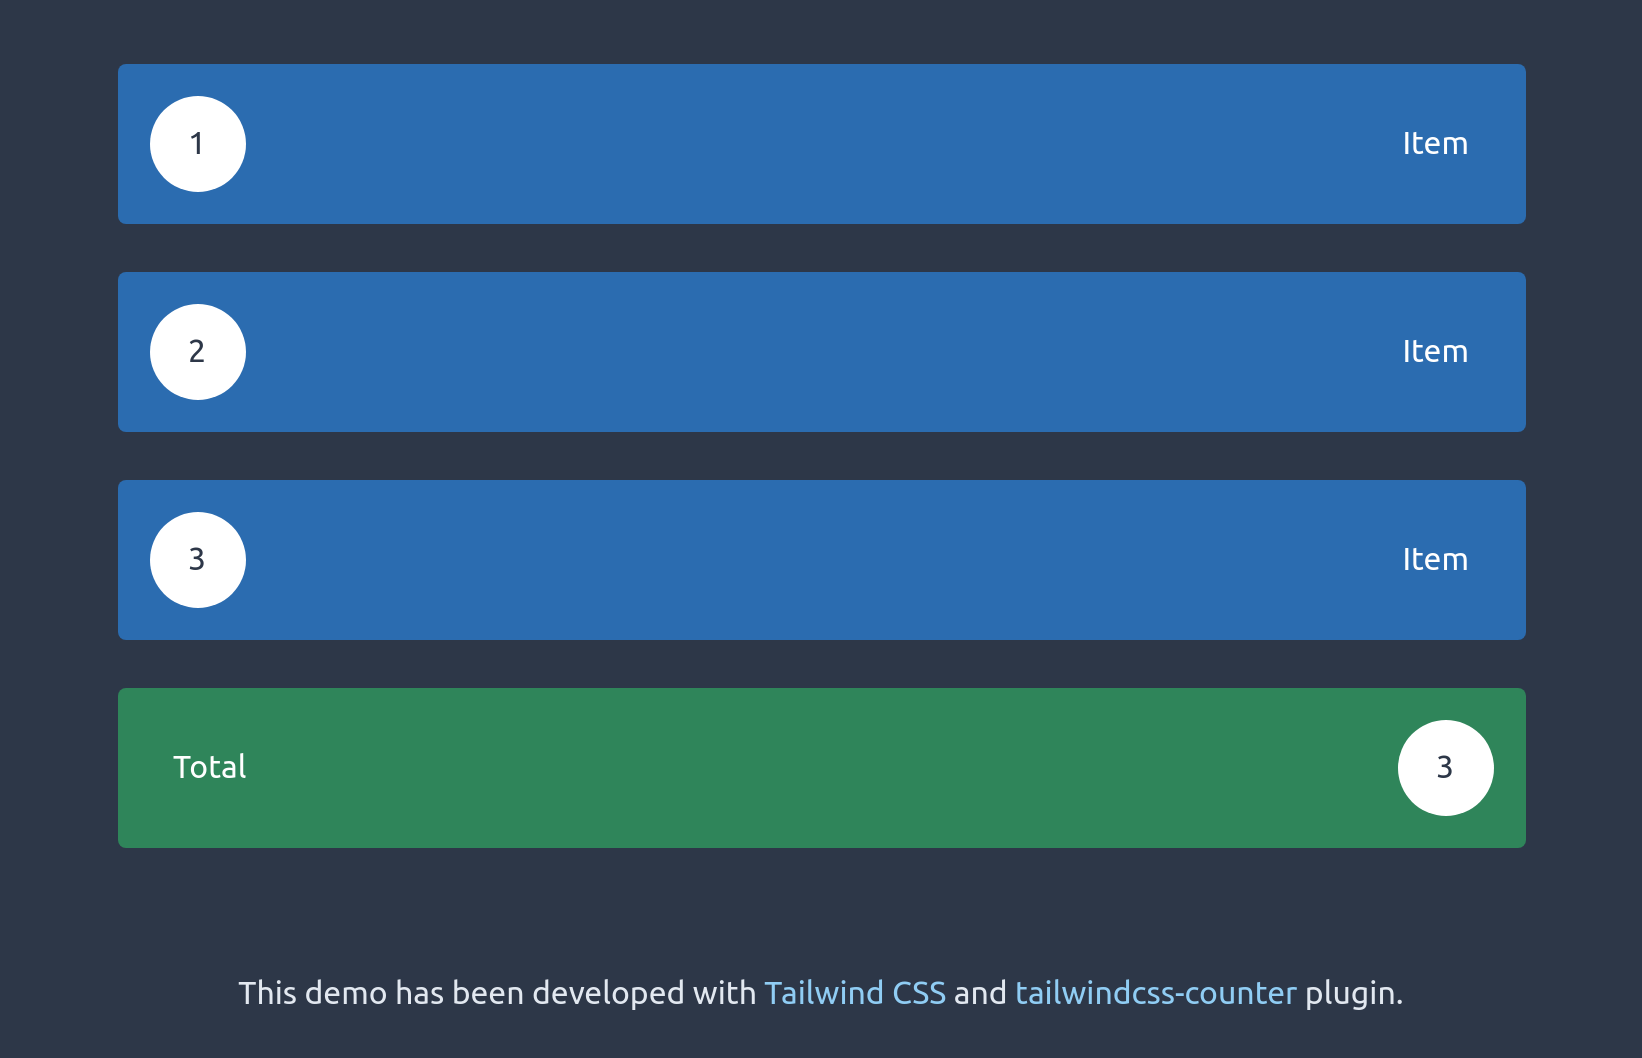 1 Item
2 Item
3 Item
Total 3
This demo has been developed with Tailwind CSS and tailwindcss-counter plugin.